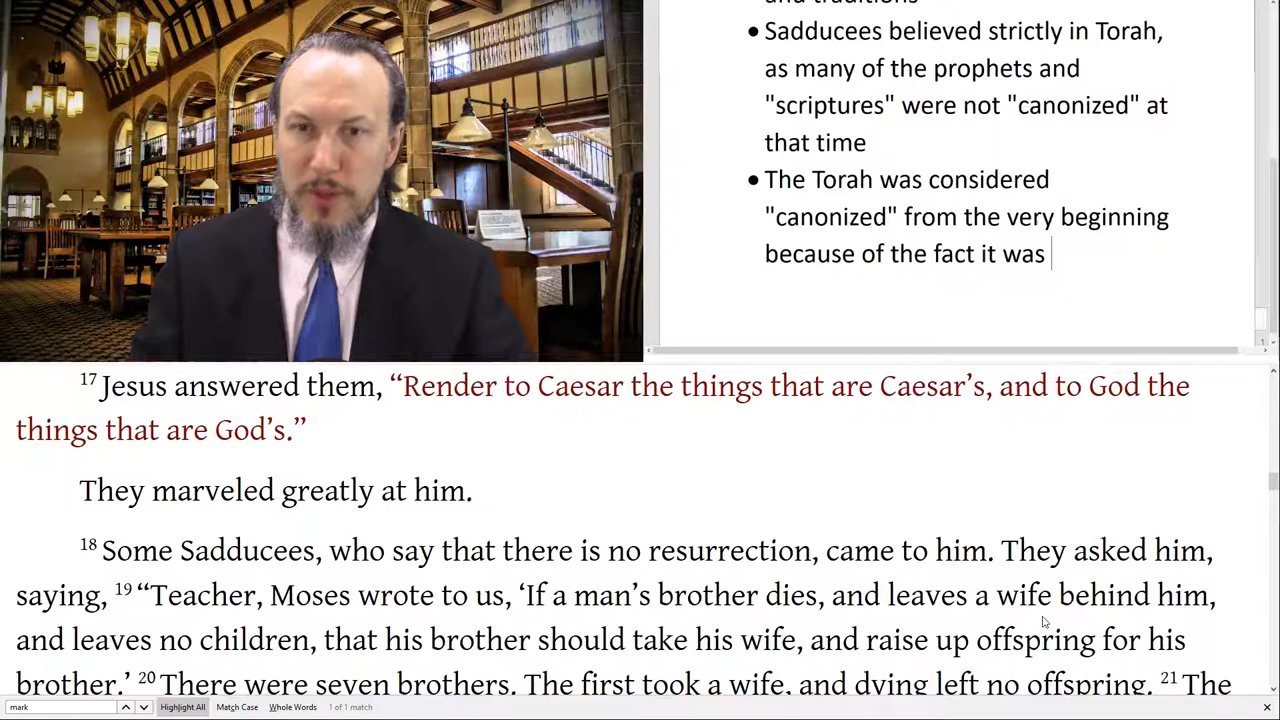 and traditions
• Sadducees believed strictly in Torah,
as many of the prophets and
"scriptures" were not "canonized" at
that time
• The Torah was considered
"canonized" from the very beginning
because of the fact it was
17 Jesus answered them, “Render to Caesar the things that are Caesar’s, and to God the
things that are God’s.”
They marveled greatly at him.
18 Some Sadducees, who say that there is no resurrection, came to him. They asked him,
saying, 19 “Teacher, Moses wrote to us, ‘If a man’s brother dies, and leaves a wife behind him,
and leaves no children, that his brother should take his wife, and raise up offspring for his
brother.’ 20 There were seven brothers. The first took a wife, and dying left no offspring. 21 The
mark Highlight All Match Case Whole Words 1 of 1 match